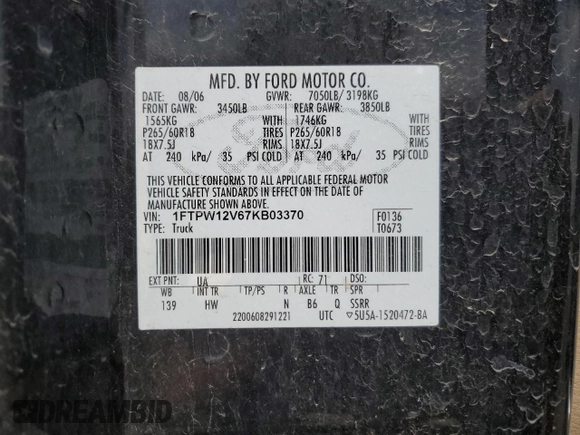 MFD. BY FORD MOTOR CO.
DATE: 08/06 GVWR: 7050LB/ 3198KG
FRONT GAWR: 3450LB REAR GAWR: 3850LB
1565KG WITH 1746KG WITH
P265/60R18 TIRES P265/60R18 TIRES
18X7.5J RIMS 18X7.5J RIMS
AT 240 kPa/ 35 PSI COLD AT 240 kPa/ 35 PSI COLD
THIS VEHICLE CONFORMS TO ALL APPLICABLE FEDERAL MOTOR
VEHICLE SAFETY STANDARDS IN EFFECT ON THE DATE OF
MANUFACTURE SHOWN ABOVE.
VIN: 1FTPW12V67KB03370 F0136
TYPE: Truck T0673
EXT PNT: UA RC: 71 DSO:
WB INT TR TP/PS R AXLE TR SPR
139 HW N B6 Q SSRR
2200608291221 UTC ▽5U5A-1520472-BA
Ford
DREAMBID